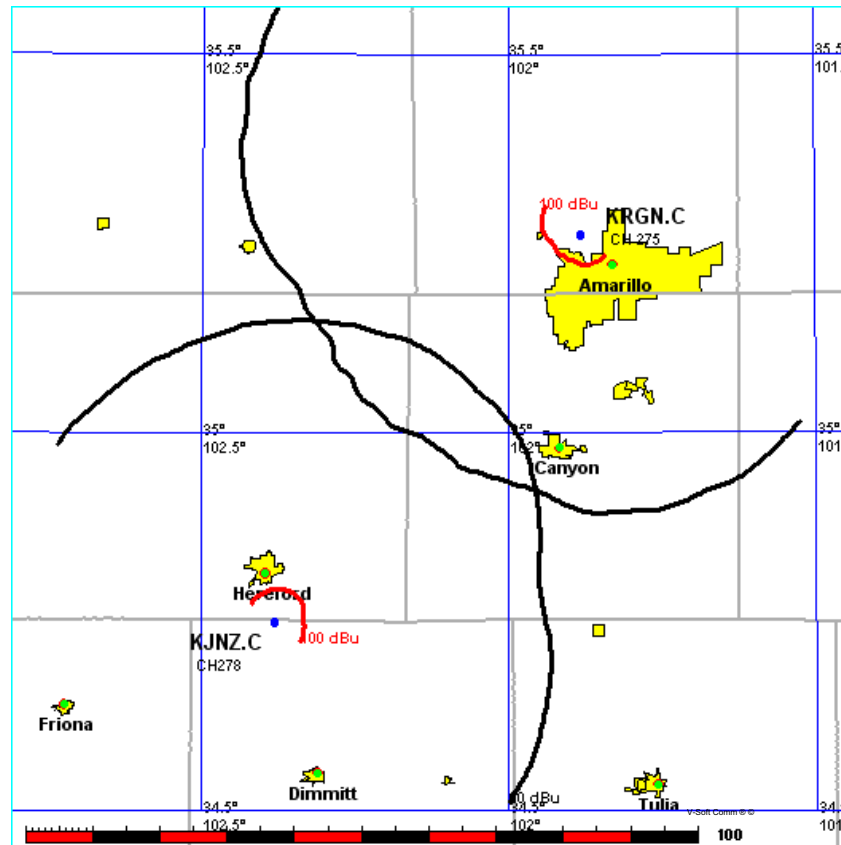 35.5°
35.5°
35.5
102.5°
102°
101.
100 dBu
KRGN.C
CH 275
Amarillo
35°
35°
35°
102.5°
102°
101
Canyon
Hereford
100 dBu
KJNZ.C
CH278
Friona
Dimmitt
0 dBu
Tulia
V-Soft Comm ® ©
34.5°
34.5°
34.
102.5°
102°
101
100